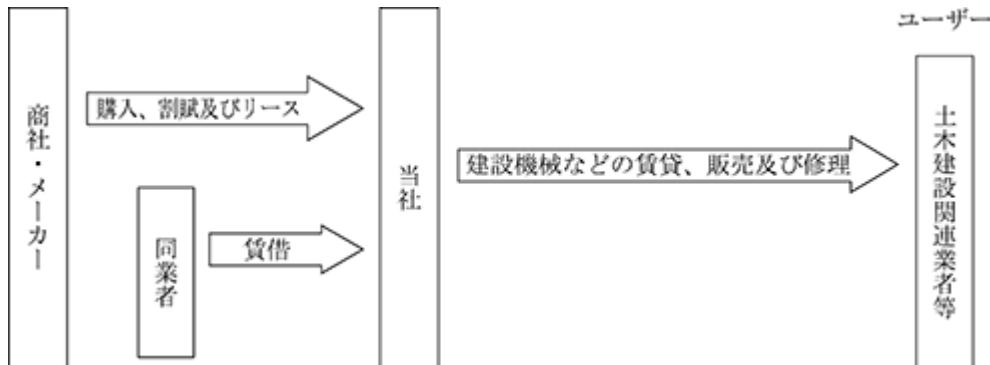 ユーザー
商社・メーカー
購入、割賦及びリース
同業者
賃借
当社
建設機械などの賃貸、販売及び修理
土木建設関連業者等